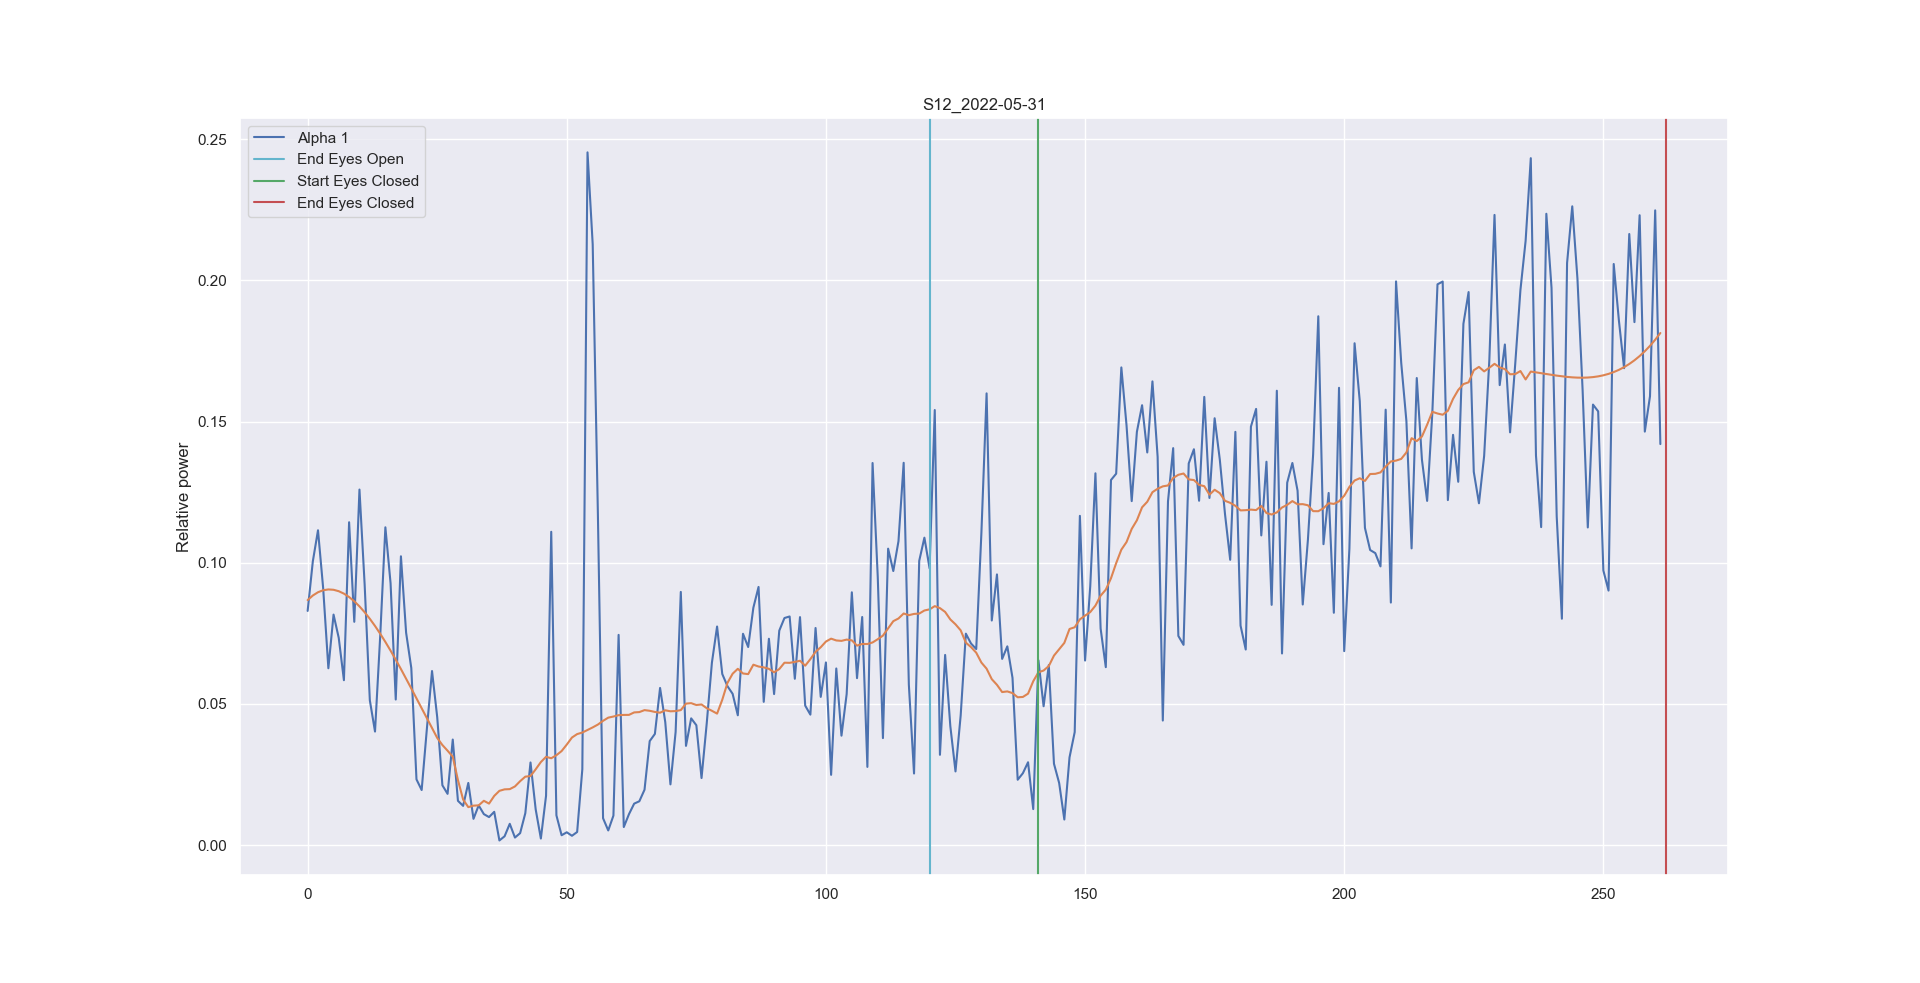 S12_2022-05-31
Alpha 1
End Eyes Open
Start Eyes Closed
End Eyes Closed
Relative power
0.25
0.20
0.15
0.10
0.05
0.00
0 50 100 150 200 250